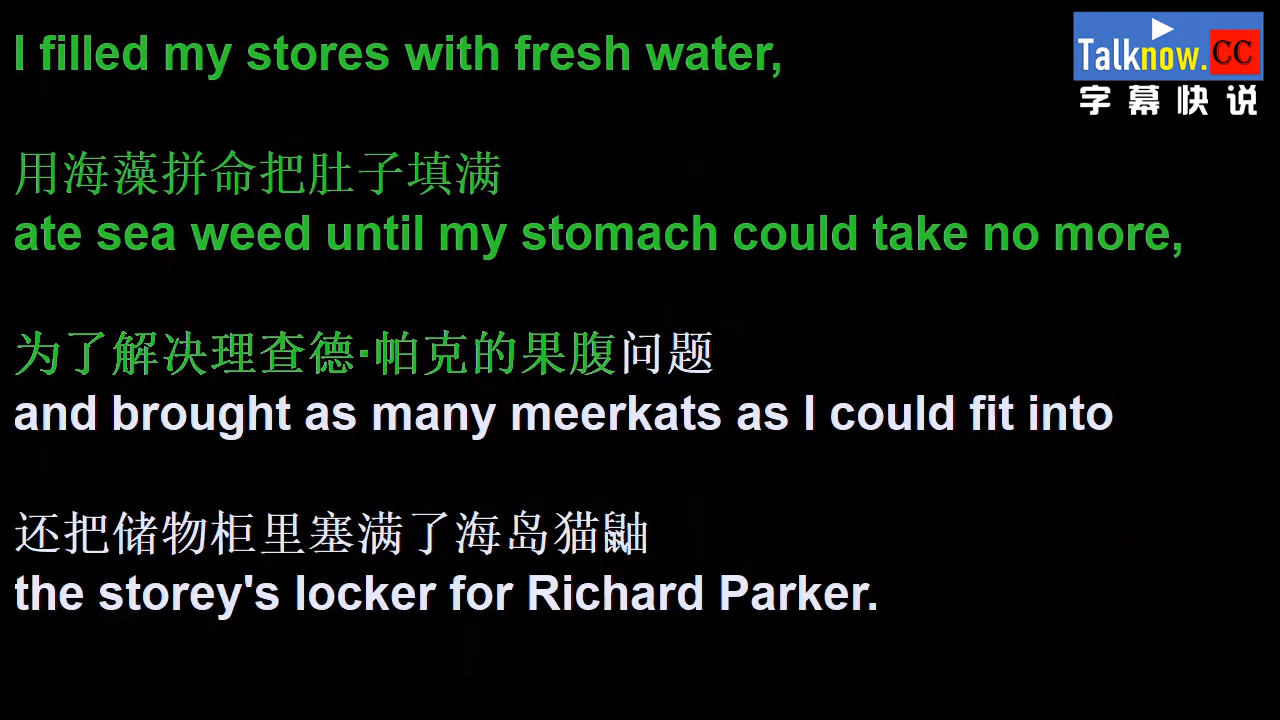 I filled my stores with fresh water,
Talknow.CC
字幕快说
用海藻拼命把肚子填满
ate sea weed until my stomach could take no more,
为了解决理查德·帕克的果腹问题
and brought as many meerkats as I could fit into
还把储物柜里塞满了海岛猫鼬
the storey's locker for Richard Parker.